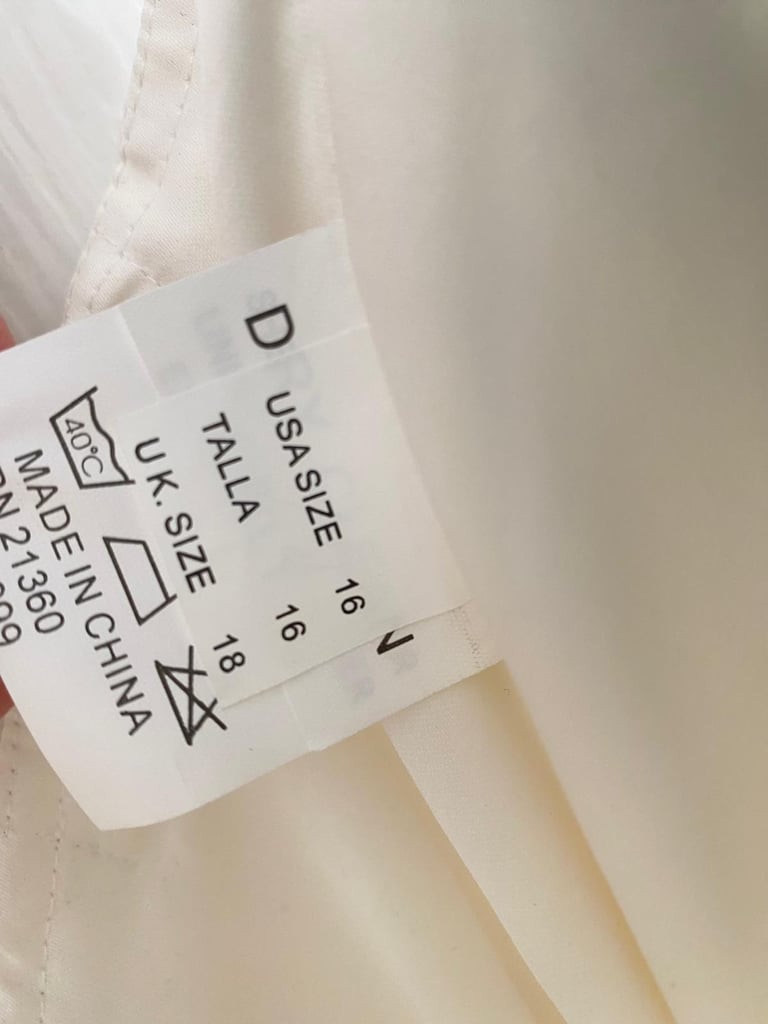 D
USA SIZE 16
TALLA 16
U K. SIZE 18
N
40°C
MADE IN CHINA
21360